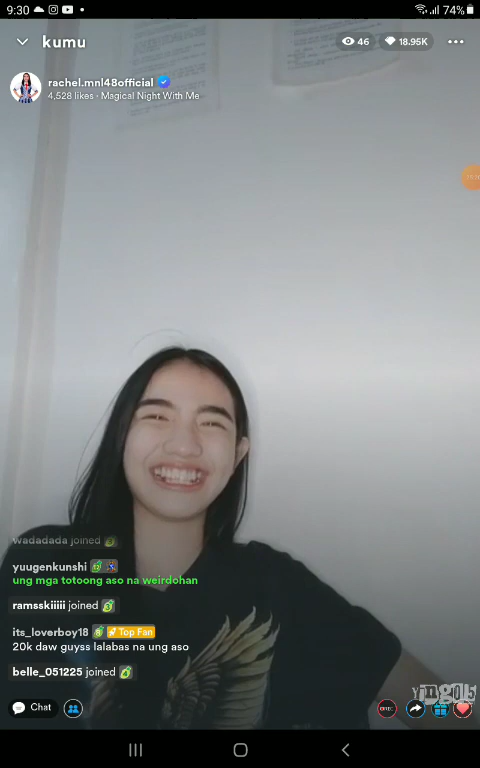 9:30
74%
kumu
46
18.95K
rachel.mnl48official
4,528 likes · Magical Night With Me
wadadada joined
yuugenkunshi
ung mga totoong aso na weirdohan
ramsskiiiii joined
its_loverboy18 Top Fan
20k daw guyss lalabas na ung aso
belle_051225 joined
Chat